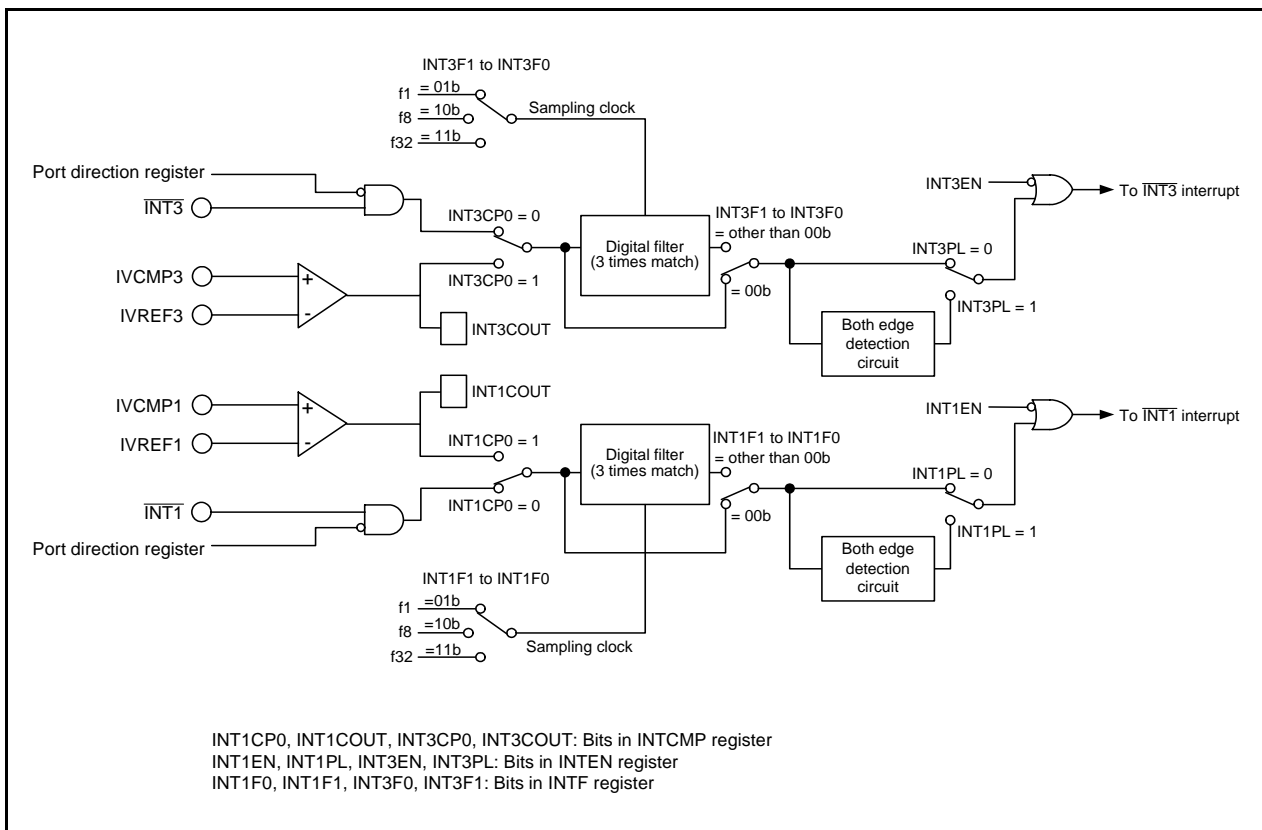 INT3F1 to INT3F0
f1 = 01b
f8 = 10b
f32 = 11b
Sampling clock
Port direction register
INT3
IVCMP3
IVREF3
+
-
INT3CP0 = 0
INT3CP0 = 1
INT3COUT
Digital filter
(3 times match)
INT3F1 to INT3F0
= other than 00b
= 00b
INT3EN
To INT3 interrupt
INT3PL = 0
INT3PL = 1
Both edge
detection
circuit
IVCMP1
IVREF1
+
-
INT1COUT
INT1CP0 = 1
INT1CP0 = 0
INT1
Port direction register
Digital filter
(3 times match)
INT1F1 to INT1F0
= other than 00b
= 00b
INT1EN
To INT1 interrupt
INT1PL = 0
INT1PL = 1
Both edge
detection
circuit
INT1F1 to INT1F0
f1 =01b
f8 =10b
f32 =11b
Sampling clock
INT1CP0, INT1COUT, INT3CP0, INT3COUT: Bits in INTCMP register
INT1EN, INT1PL, INT3EN, INT3PL: Bits in INTEN register
INT1F0, INT1F1, INT3F0, INT3F1: Bits in INTF register